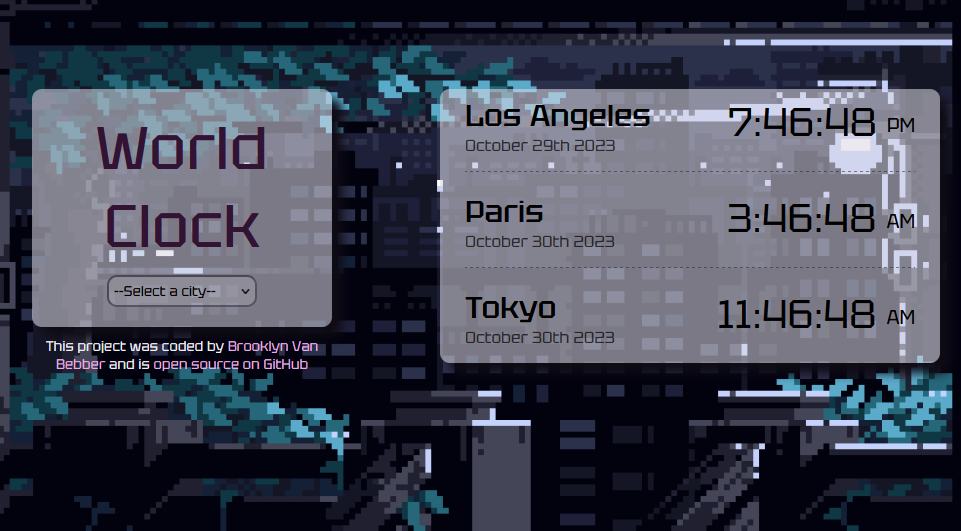 World
Clock
--Select a city--
This project was coded by Brooklyn Van
Bebber and is open source on GitHub
Los Angeles
October 29th 2023
7:46:48 PM
Paris
October 30th 2023
3:46:48 AM
Tokyo
October 30th 2023
11:46:48 AM